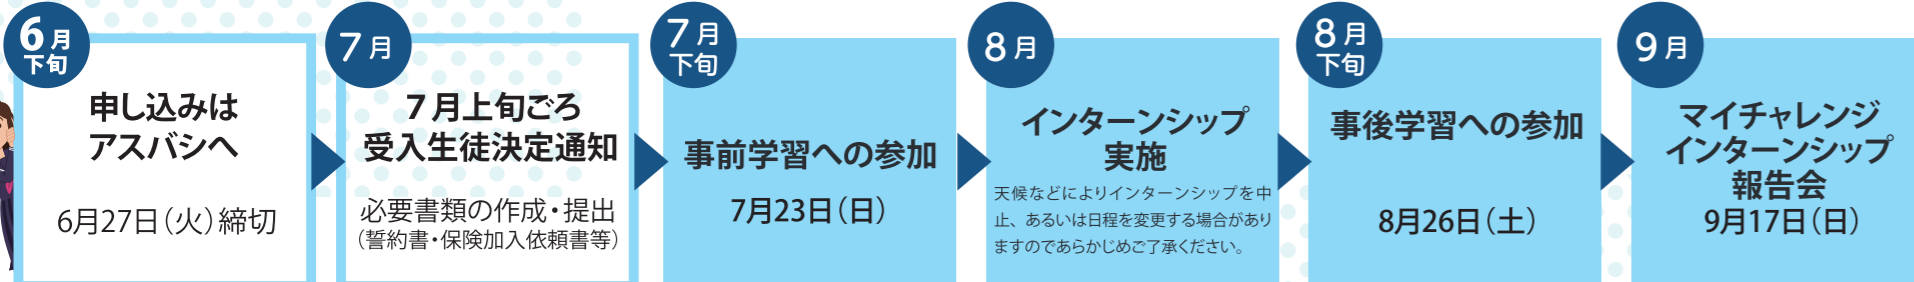 6月
下旬
申し込みは
アスバシへ
6月27日（火）締切
7月
７月上旬ごろ
受入生徒決定通知
必要書類の作成・提出
（誓約書・保険加入依頼書等）
7月
下旬
事前学習への参加
7月23日（日）
8月
インターンシップ
実施
天候などによりインターンシップを中
止、あるいは日程を変更する場合があり
ますのであらかじめご了承ください。
8月
下旬
事後学習への参加
8月26日（土）
9月
マイチャレンジ
インターンシップ
報告会
9月17日（日）